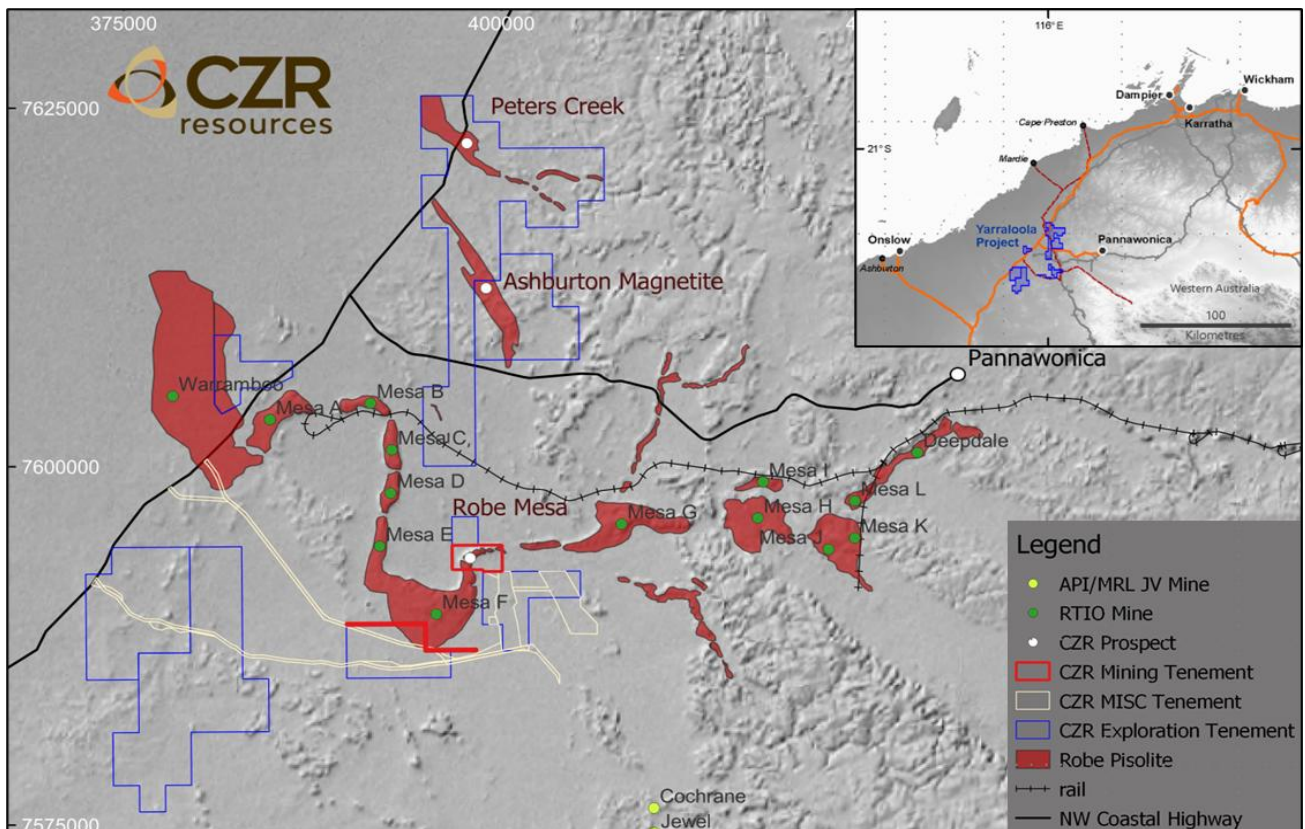 375000
400000
CZR
resources
7625000
Peters Creek
Ashburton Magnetite
116°E
Wickham
Dampier
Karratha
Cape Preston
21°S
Mardie
Yarraloola
Project
Onslow
Pannawonica
Ashburton
Western Australia
100
Kilometres
Pannawonica
Warramboo
Mesa A
Mesa B
Mesa C
Deepdale
7600000
Mesa D
Mesa I
Mesa L
Robe Mesa
Mesa G
Mesa H
Mesa K
Mesa E
Mesa J
Mesa F
Legend
API/MRL JV Mine
RTIO Mine
CZR Prospect
CZR Mining Tenement
CZR MISC Tenement
CZR Exploration Tenement
Robe Pisolite
rail
NW Coastal Highway
Cochrane
Jewel
7575000